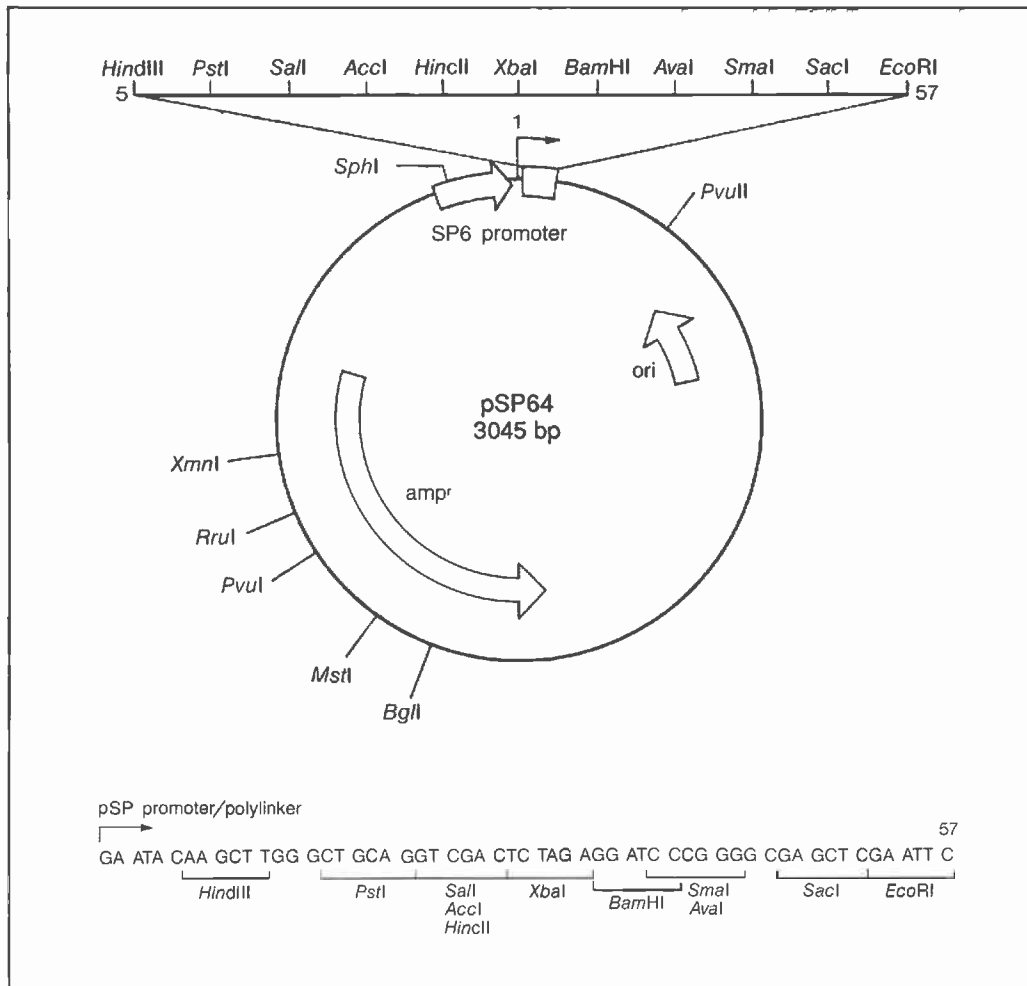 HindIII PstI SalI AccI HincII XbaI BamHI AvaI SmaI SacI EcoRI
5 57
1
SphI
PvuII
SP6 promoter
ori
pSP64
3045 bp
XmnI
ampr
RruI
PvuI
MstI
BglI
pSP promoter/polylinker
57
GA ATA CAA GCT TGG GCT GCA GGT CGA CTC TAG AGG ATC CCG GGG CGA GCT CGA ATT C
HindIII PstI SalI XbaI BamHI SmaI SacI EcoRI
AccI AvaI
HincII